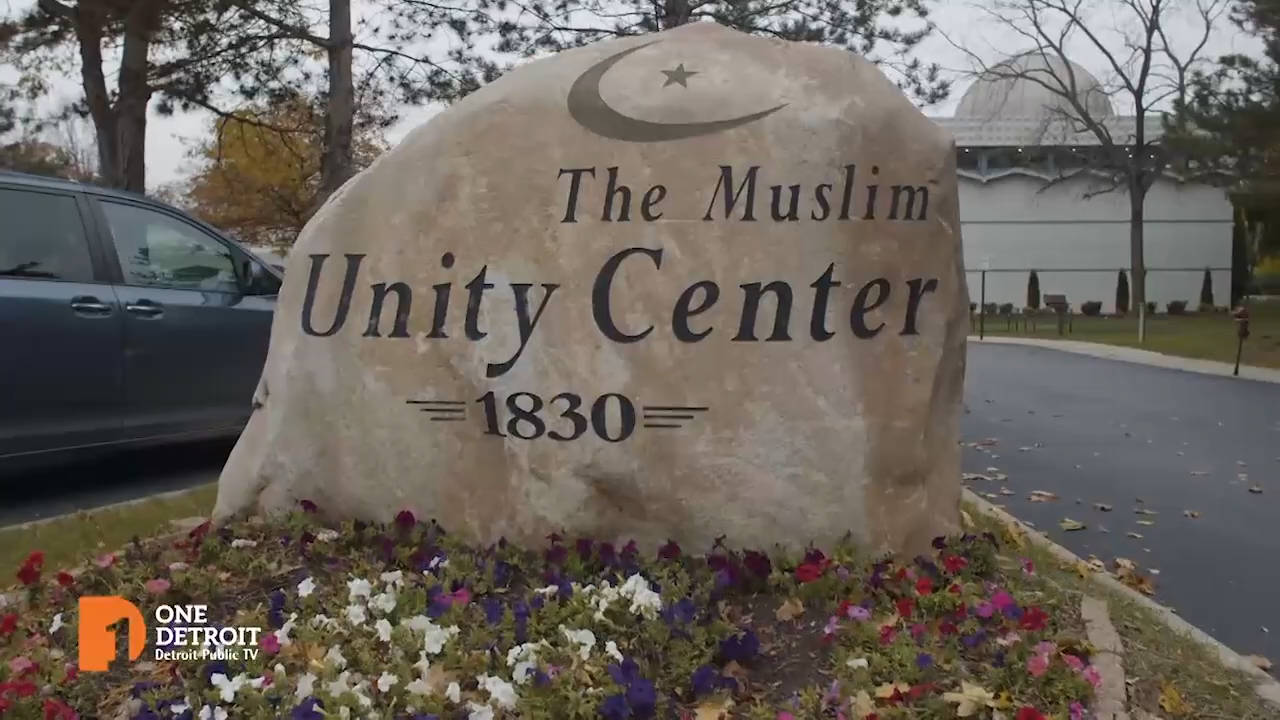 The Muslim
Unity Center
1830
ONE
DETROIT
Detroit Public TV